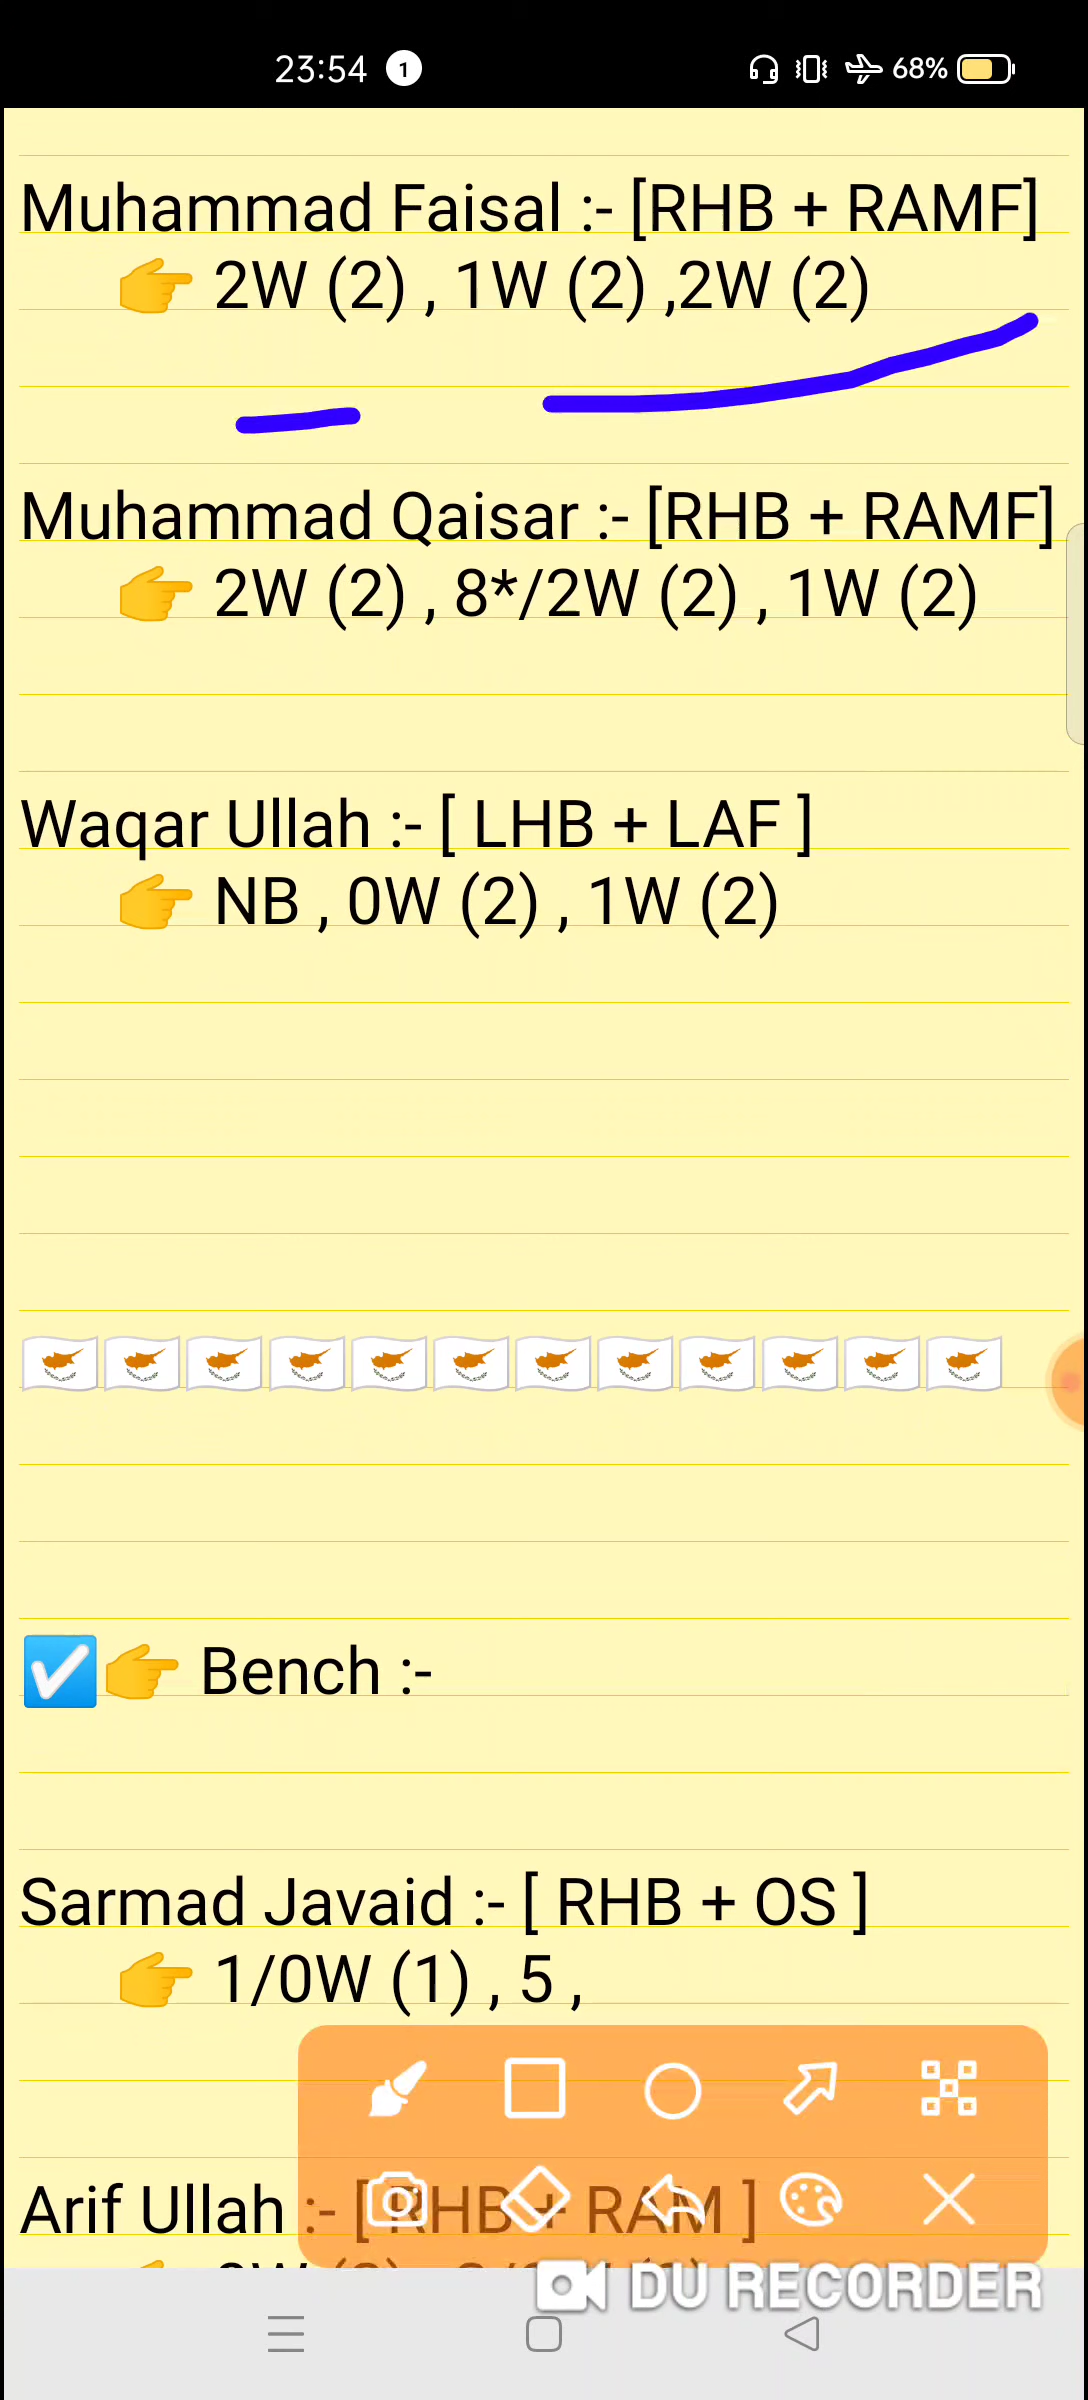 23:54 1 68%
Muhammad Faisal :- [RHB + RAMF]
👉 2W (2) , 1W (2) ,2W (2)
Muhammad Qaisar :- [RHB + RAMF]
👉 2W (2) , 8*/2W (2) , 1W (2)
Waqar Ullah :- [ LHB + LAF ]
👉 NB , 0W (2) , 1W (2)
🇨🇾🇨🇾🇨🇾🇨🇾🇨🇾🇨🇾🇨🇾🇨🇾🇨🇾🇨🇾🇨🇾🇨🇾
☑️👉 Bench :-
Sarmad Javaid :- [ RHB + OS ]
👉 1/0W (1) , 5 ,
Arif Ullah :- [ RHB + RAM ]
DU RECORDER